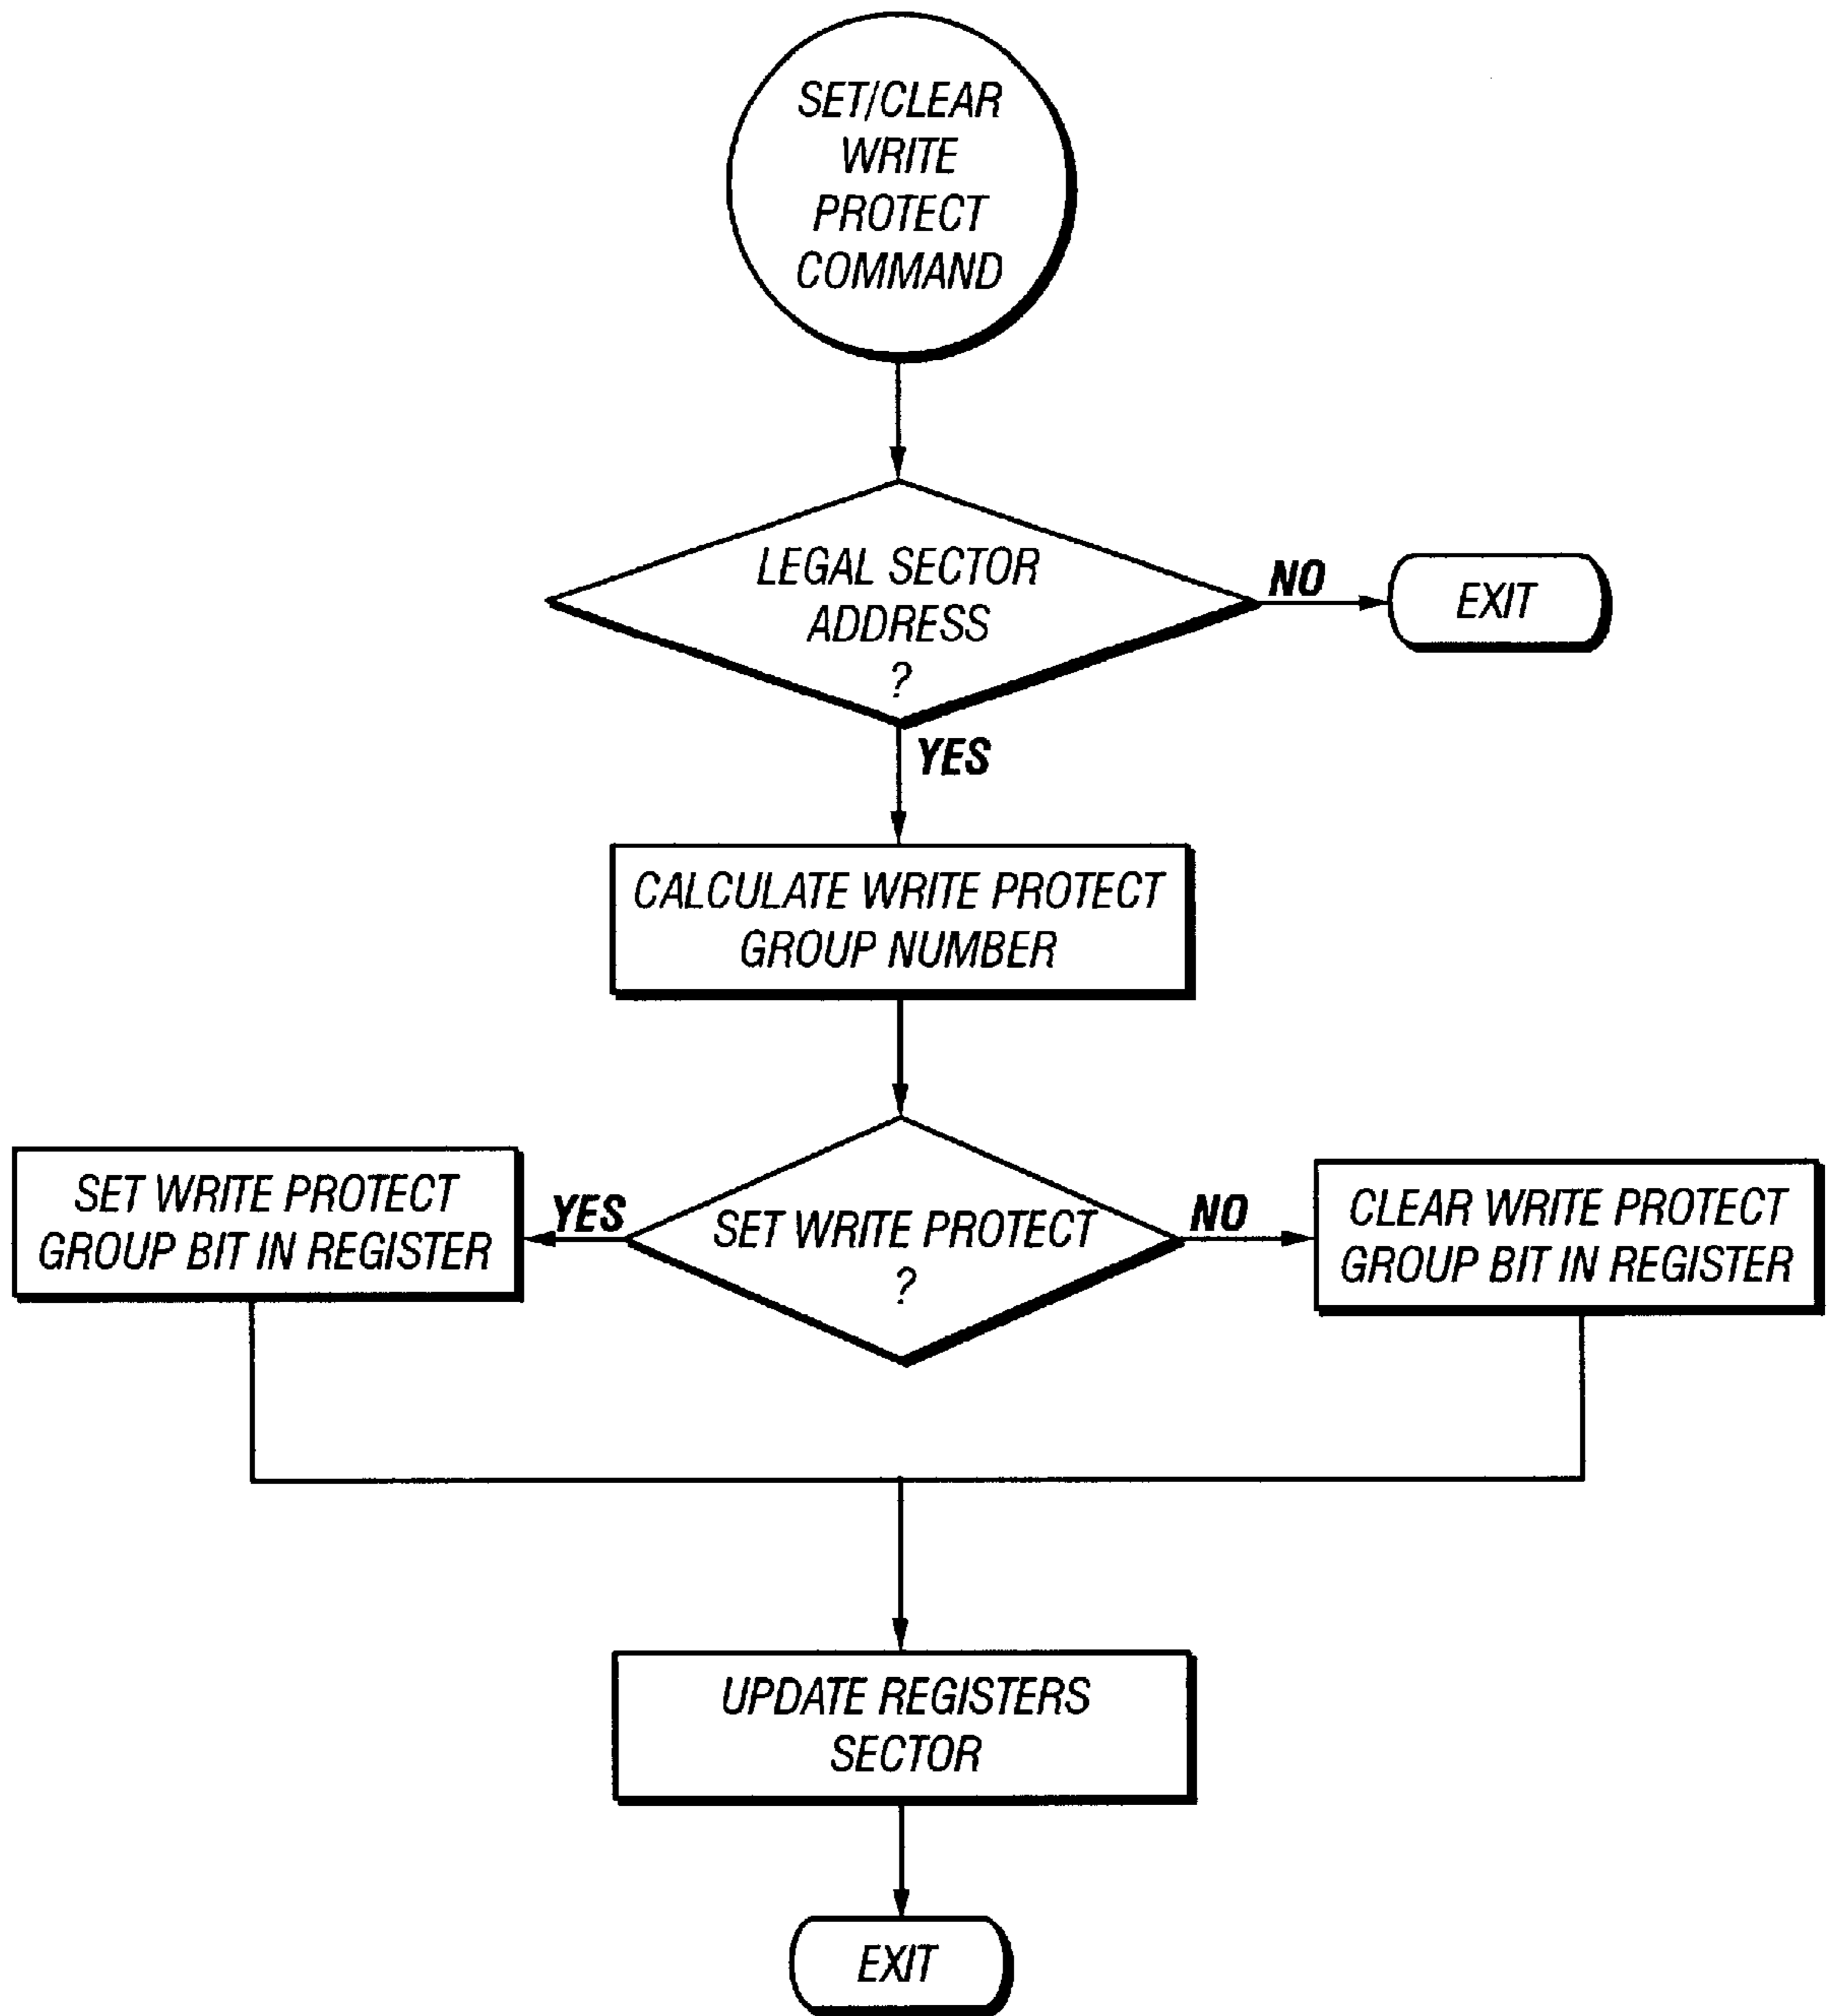 SET/CLEAR
WRITE
PROTECT
COMMAND
LEGAL SECTOR
ADDRESS
?
NO
EXIT
YES
CALCULATE WRITE PROTECT
GROUP NUMBER
SET WRITE PROTECT
GROUP BIT IN REGISTER
YES
SET WRITE PROTECT
?
NO
CLEAR WRITE PROTECT
GROUP BIT IN REGISTER
UPDATE REGISTERS
SECTOR
EXIT